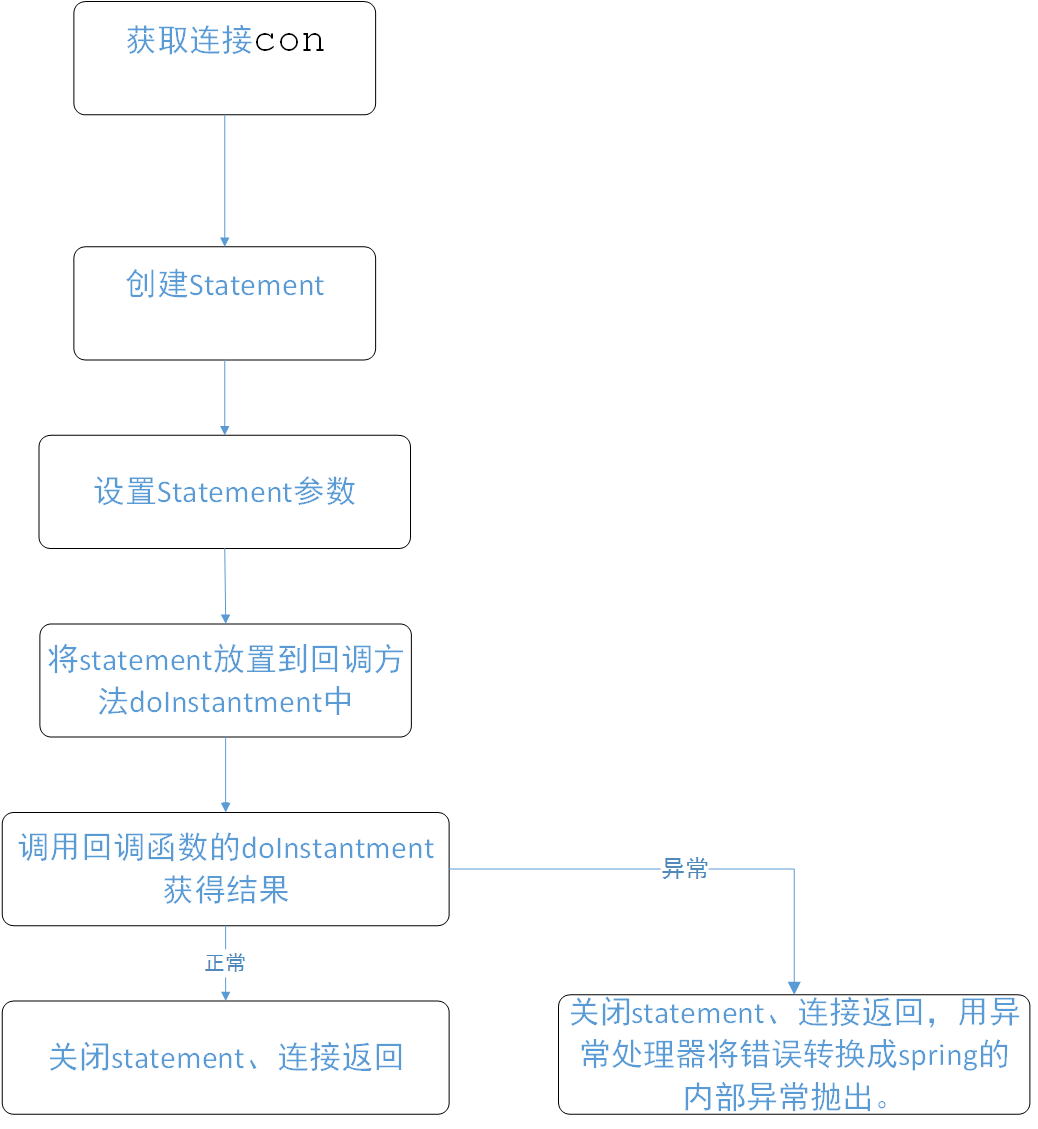 获取连接con
创建Statement
设置Statement参数
将statement放置到回调方
法doInstantment中
调用回调函数的doInstantment
获得结果
异常
正常
关闭statement、连接返回
关闭statement、连接返回，用异
常处理器将错误转换成spring的
内部异常抛出。